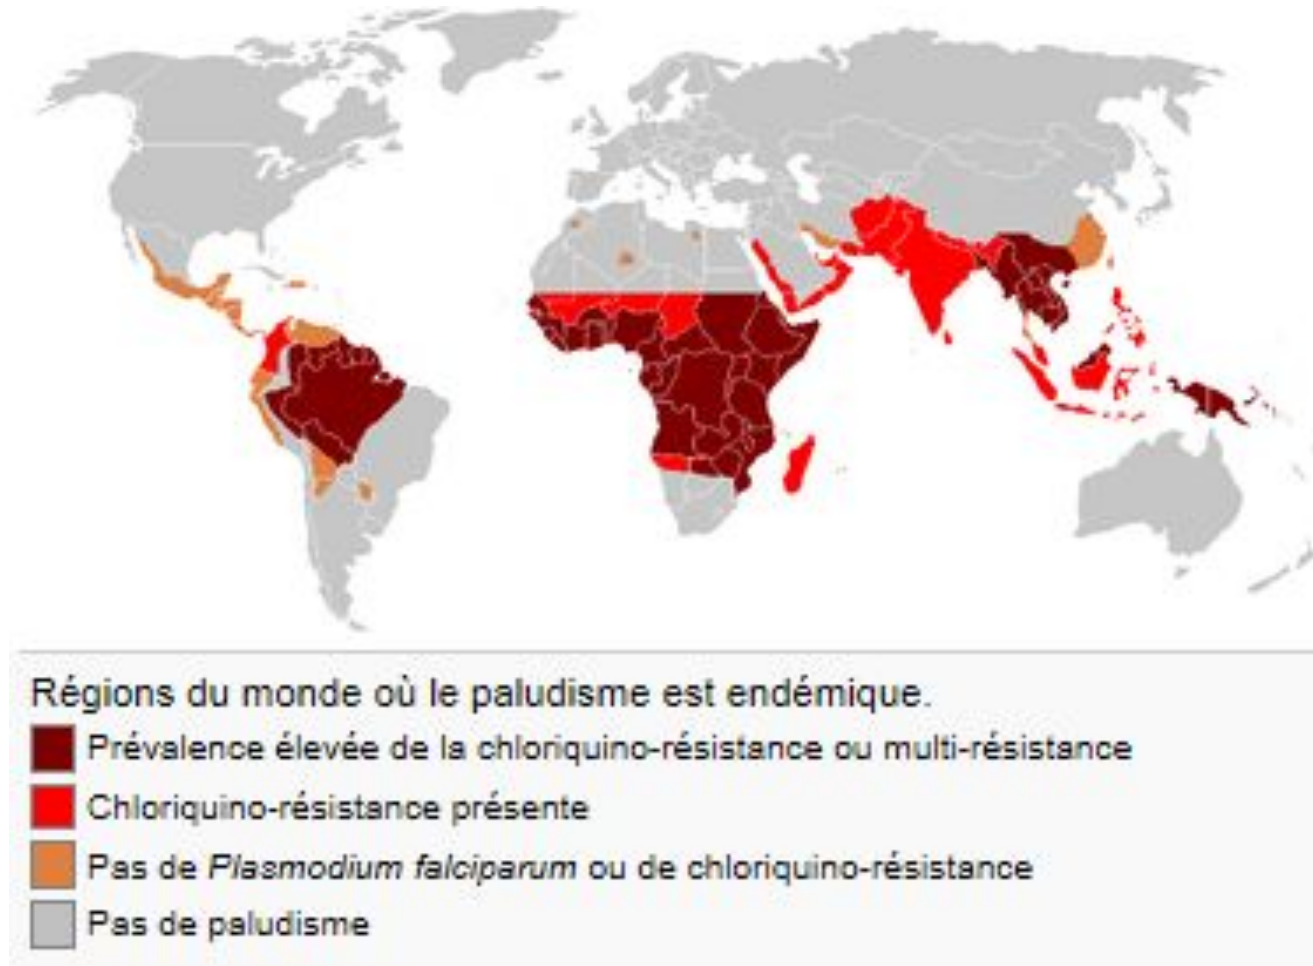 Régions du monde où le paludisme est endémique.
Prévalence élevée de la chloriquino-résistance ou multi-résistance
Chloriquino-résistance présente
Pas de Plasmodium falciparum ou de chloriquino-résistance
Pas de paludisme